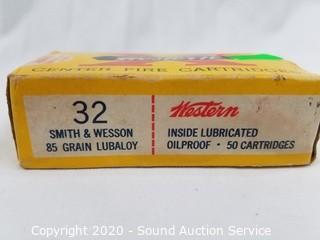 CENTER FIRE CARTRIDGE
32
SMITH & WESSON
85 GRAIN LUBALOY
Western
INSIDE LUBRICATED
OILPROOF • 50 CARTRIDGES
Copyright 2020 - Sound Auction Service